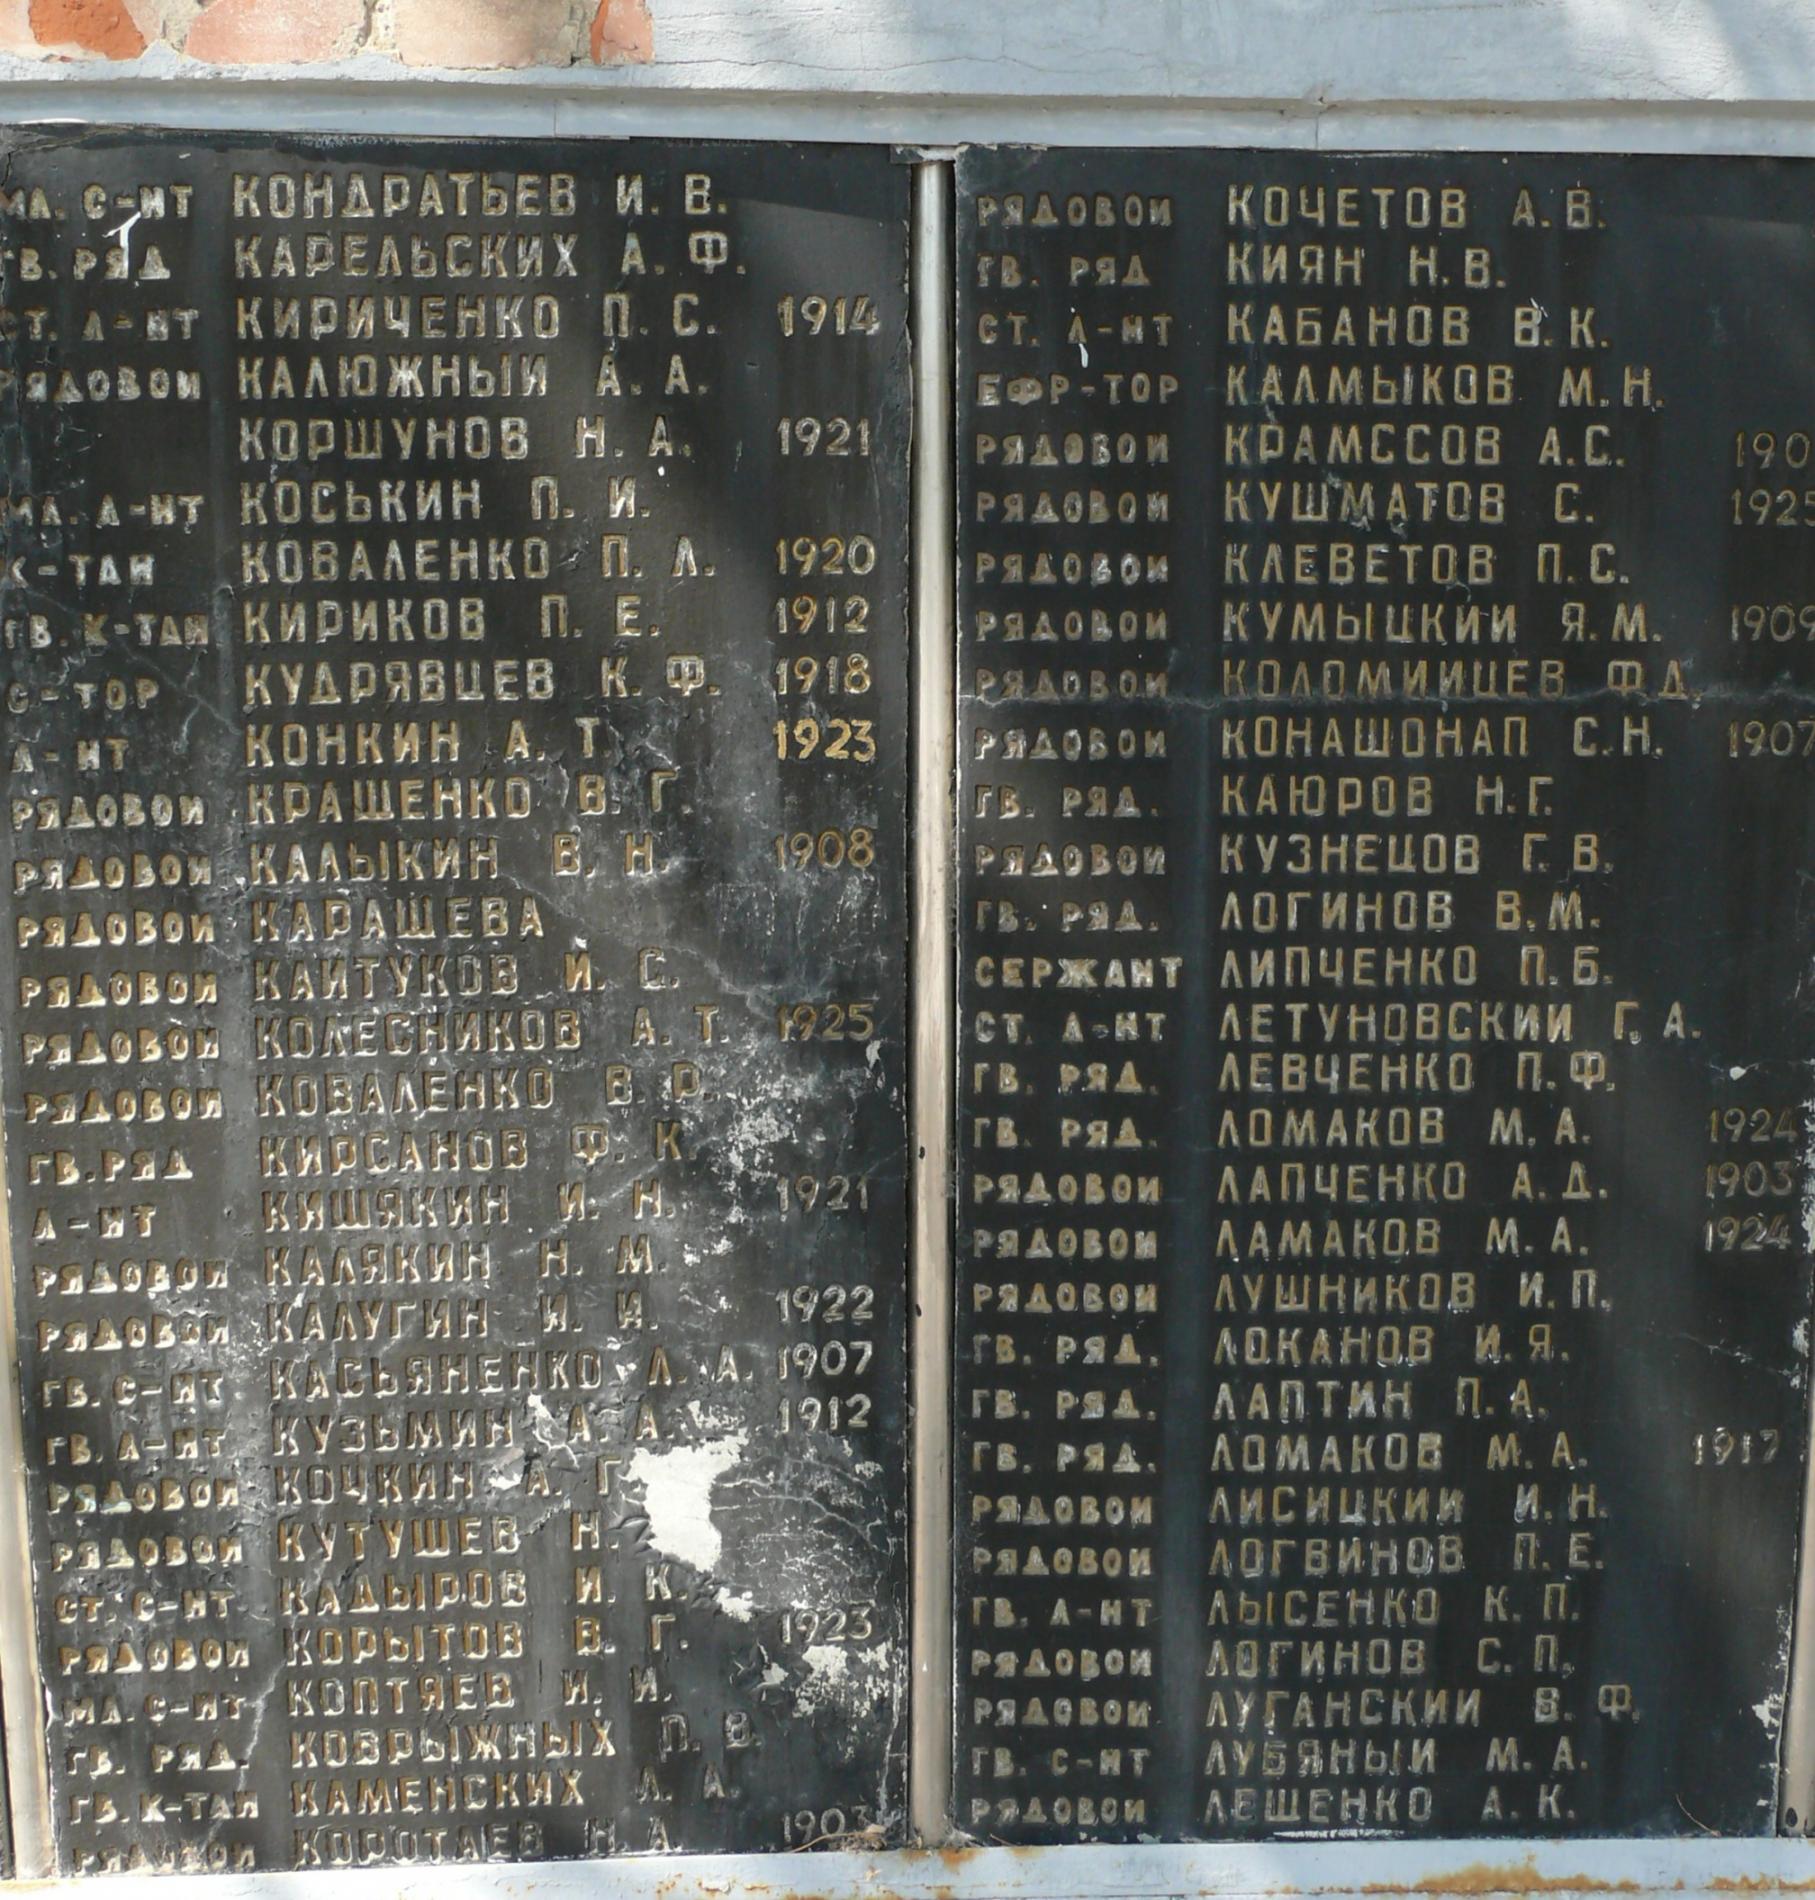 МЛ. С-НТ КОНДРАТЬЕВ И. В.
ГВ. РЯД КАРЕЛЬСКИХ А. Ф.
СТ. Л-НТ КИРИЧЕНКО П. С. 1914
РЯДОВОЙ КАЛЮЖНЫЙ А. А.
КОРШУНОВ Н. А. 1921
МЛ. Л-НТ КОСЬКИН П. И.
К-ТАН КОВАЛЕНКО П. Л. 1920
ГВ. К-ТАН КИРИКОВ П. Е. 1912
С-ТОР КУДРЯВЦЕВ К. Ф. 1918
Л-НТ КОНКИН А. Т. 1923
РЯДОВОЙ КРАШЕНКО В. Г.
РЯДОВОЙ КАЛЫКИН В. Н. 1908
РЯДОВОЙ КАРАШЕВА
РЯДОВОЙ КАЙТУКОВ И. С.
РЯДОВОЙ КОЛЕСНИКОВ А. Т. 1925
РЯДОВОЙ КОВАЛЕНКО В. Р.
ГВ. РЯД КИРСАНОВ Ф. К.
Л-НТ КИШЯКИН И. Н. 1921
РЯДОВОЙ КАЛЯКИН Н. М.
РЯДОВОЙ КАЛУГИН И. И. 1922
ГВ. С-НТ КАСЬЯНЕНКО Л. А. 1907
ГВ. Л-НТ КУЗЬМИН А. А. 1912
РЯДОВОЙ КОЧКИН А. Г
РЯДОВОЙ КУТУШЕВ Н.
СТ. С-НТ КАДЫРОВ И. К.
РЯДОВОЙ КОРЫТОВ В. Г. 1923
МЛ. С-НТ КОПТЯЕВ И. И.
ГВ. РЯД. КОВРЫЖНЫХ П. В.
ГВ. К-ТАН КАМЕНСКИХ Л. А.
РЯДОВОЙ КОРОТАЕВ Н. А. 1903
РЯДОВОЙ КОЧЕТОВ А. В.
ГВ. РЯД КИЯН Н. В.
СТ. Л-НТ КАБАНОВ В. К.
ЕФР-ТОР КАЛМЫКОВ М. Н.
РЯДОВОЙ КРАМССОВ А. С. 190
РЯДОВОЙ КУШМАТОВ С. 1925
РЯДОВОЙ КЛЕВЕТОВ П. С.
РЯДОВОЙ КУМЫЦКИЙ Я. М. 1909
РЯДОВОЙ КОЛОМИЙЦЕВ Ф. Д.
РЯДОВОЙ КОНАШОНАП С. Н. 1907
ГВ. РЯД. КАЮРОВ Н. Г.
РЯДОВОЙ КУЗНЕЦОВ Г. В.
ГВ. РЯД. ЛОГИНОВ В. М.
СЕРЖАНТ ЛИПЧЕНКО П. Б.
СТ. Л-НТ ЛЕТУНОВСКИЙ Г. А.
ГВ. РЯД. ЛЕВЧЕНКО П. Ф.
ГВ. РЯД. ЛОМАКОВ М. А. 1924
РЯДОВОЙ ЛАПЧЕНКО А. Д. 1903
РЯДОВОЙ ЛАМАКОВ М. А. 1924
РЯДОВОЙ ЛУШНИКОВ И. П.
ГВ. РЯД. ЛОКАНОВ И. Я.
ГВ. РЯД. ЛАПТИН П. А.
ГВ. РЯД. ЛОМАКОВ М. А. 1917
РЯДОВОЙ ЛИСИЦКИЙ И. Н.
РЯДОВОЙ ЛОГВИНОВ П. Е.
ГВ. Л-НТ ЛЫСЕНКО К. П.
РЯДОВОЙ ЛОГИНОВ С. П.
РЯДОВОЙ ЛУГАНСКИЙ В. Ф.
ГВ. С-НТ ЛУБЯНЫЙ М. А.
РЯДОВОЙ ЛЕЩЕНКО А. К.